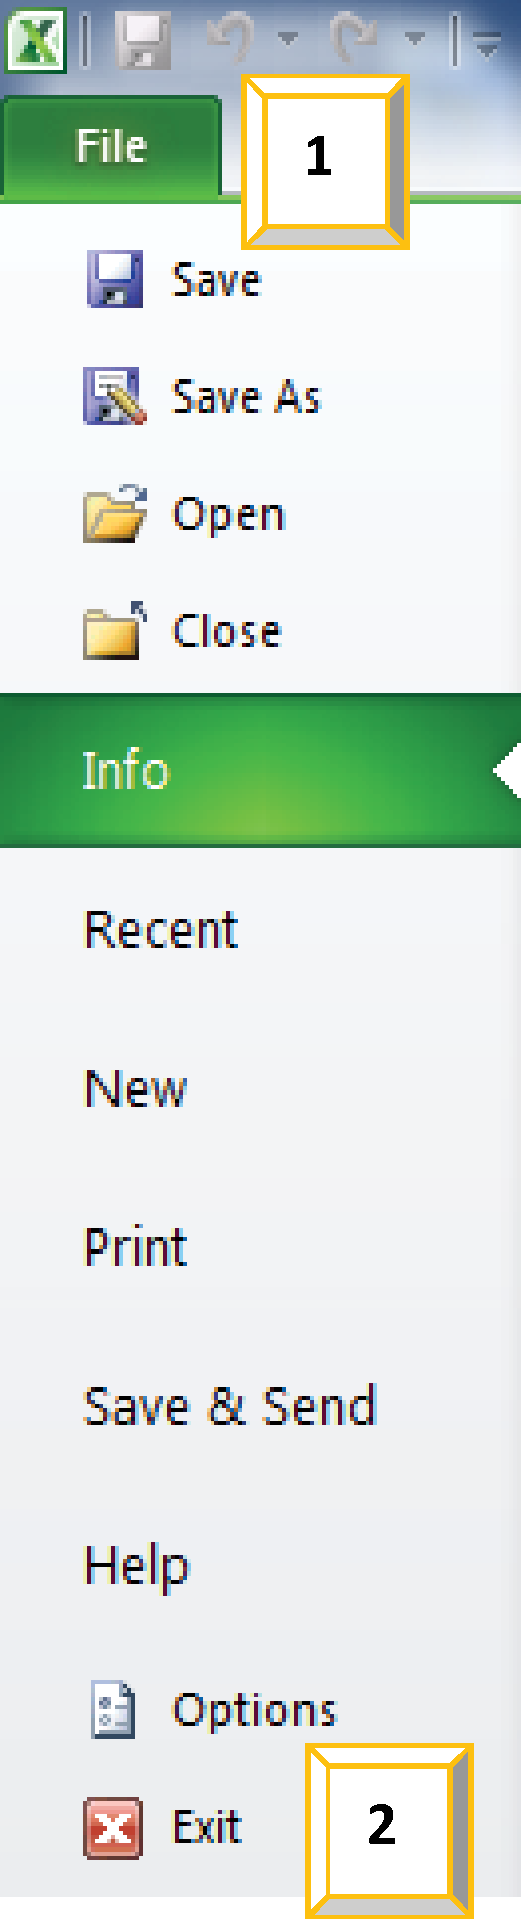 File
1
Save
Save As
Open
Close
Info
Recent
New
Print
Save & Send
Help
Options
Exit
2